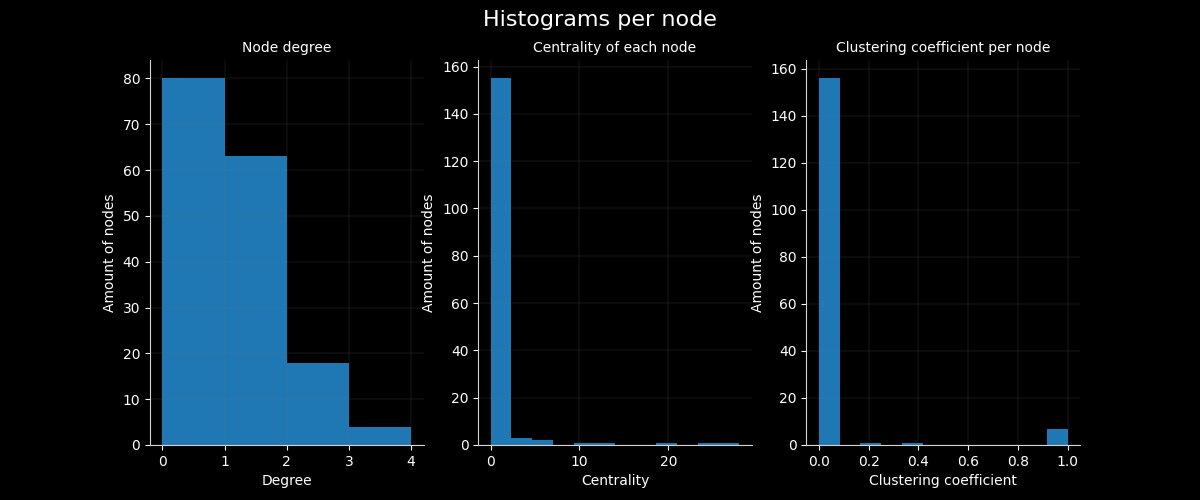 Histograms per node
Node degree
Amount of nodes
80
70
60
50
40
30
20
10
0
0 1 2 3 4
Degree
Centrality of each node
Amount of nodes
160
140
120
100
80
60
40
20
0
0 10 20
Centrality
Clustering coefficient per node
Amount of nodes
160
140
120
100
80
60
40
20
0
0.0 0.2 0.4 0.6 0.8 1.0
Clustering coefficient